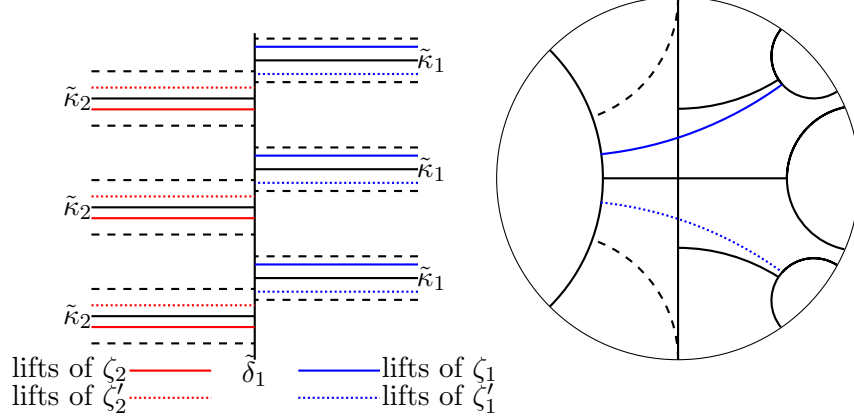 κ̃₁
κ̃₂
κ̃₁
κ̃₂
κ̃₁
κ̃₂
lifts of ζ₂ δ̃₁ lifts of ζ₁
lifts of ζ₂′ lifts of ζ₁′